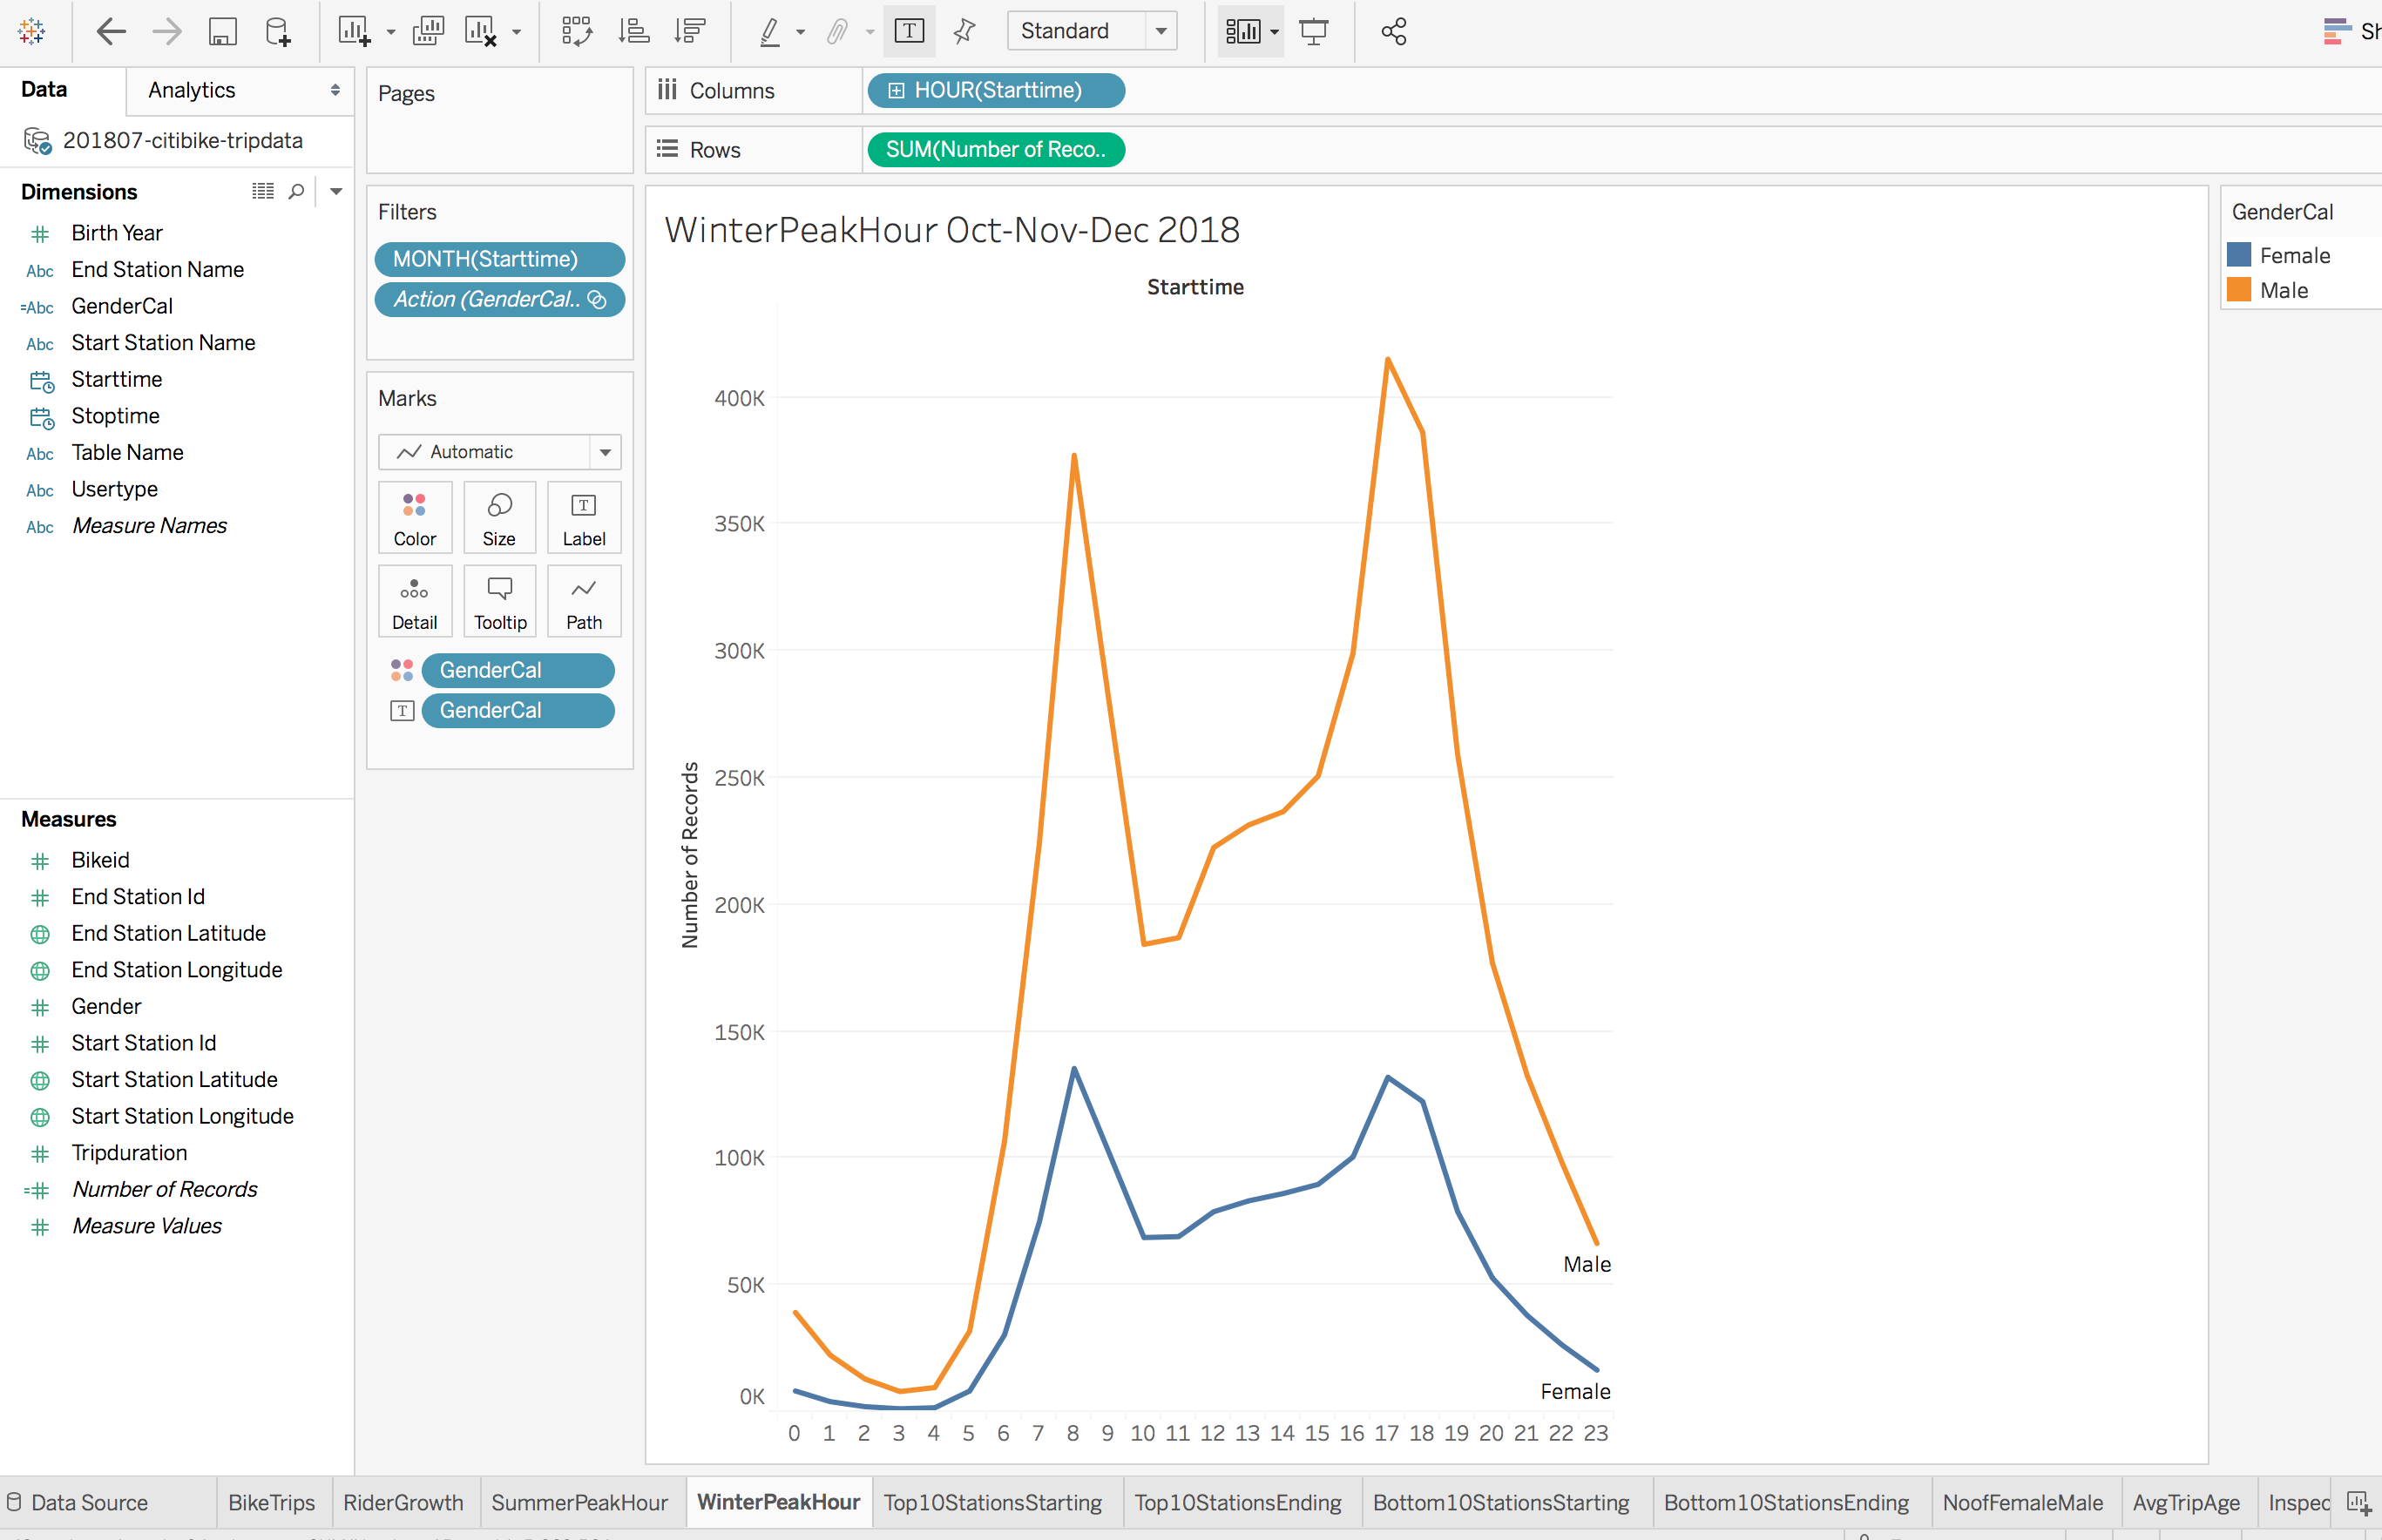 Standard
Sh
Data
Analytics
201807-citibike-tripdata
Dimensions
Birth Year
Abc End Station Name
=Abc GenderCal
Abc Start Station Name
Starttime
Stoptime
Abc Table Name
Abc Usertype
Abc Measure Names
Measures
Bikeid
End Station Id
End Station Latitude
End Station Longitude
Gender
Start Station Id
Start Station Latitude
Start Station Longitude
Tripduration
Number of Records
Measure Values
Pages
Filters
MONTH(Starttime)
Action (GenderCal..
Marks
Automatic
Color Size Label
Detail Tooltip Path
GenderCal
GenderCal
Columns HOUR(Starttime)
Rows SUM(Number of Reco..
WinterPeakHour Oct-Nov-Dec 2018
Starttime
Number of Records
400K
350K
300K
250K
200K
150K
100K
50K
0K
Male
Female
0 1 2 3 4 5 6 7 8 9 10 11 12 13 14 15 16 17 18 19 20 21 22 23
GenderCal
Female
Male
Data Source BikeTrips RiderGrowth SummerPeakHour WinterPeakHour Top10StationsStarting Top10StationsEnding Bottom10StationsStarting Bottom10StationsEnding NoofFemaleMale AvgTripAge Inspec